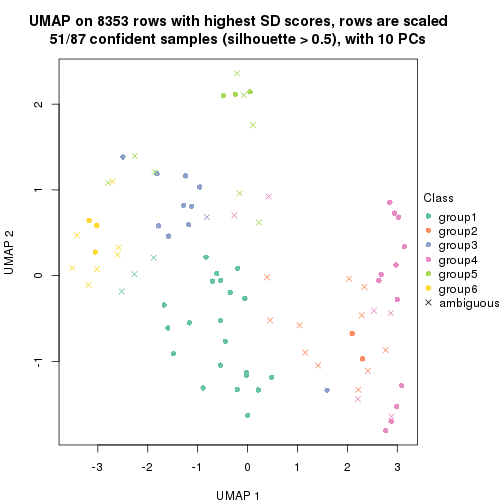 UMAP on 8353 rows with highest SD scores, rows are scaled
51/87 confident samples (silhouette > 0.5), with 10 PCs
2
1
0
-1
UMAP 2
-3
-2
-1
0
1
2
3
UMAP 1
Class
group1
group2
group3
group4
group5
group6
ambiguous